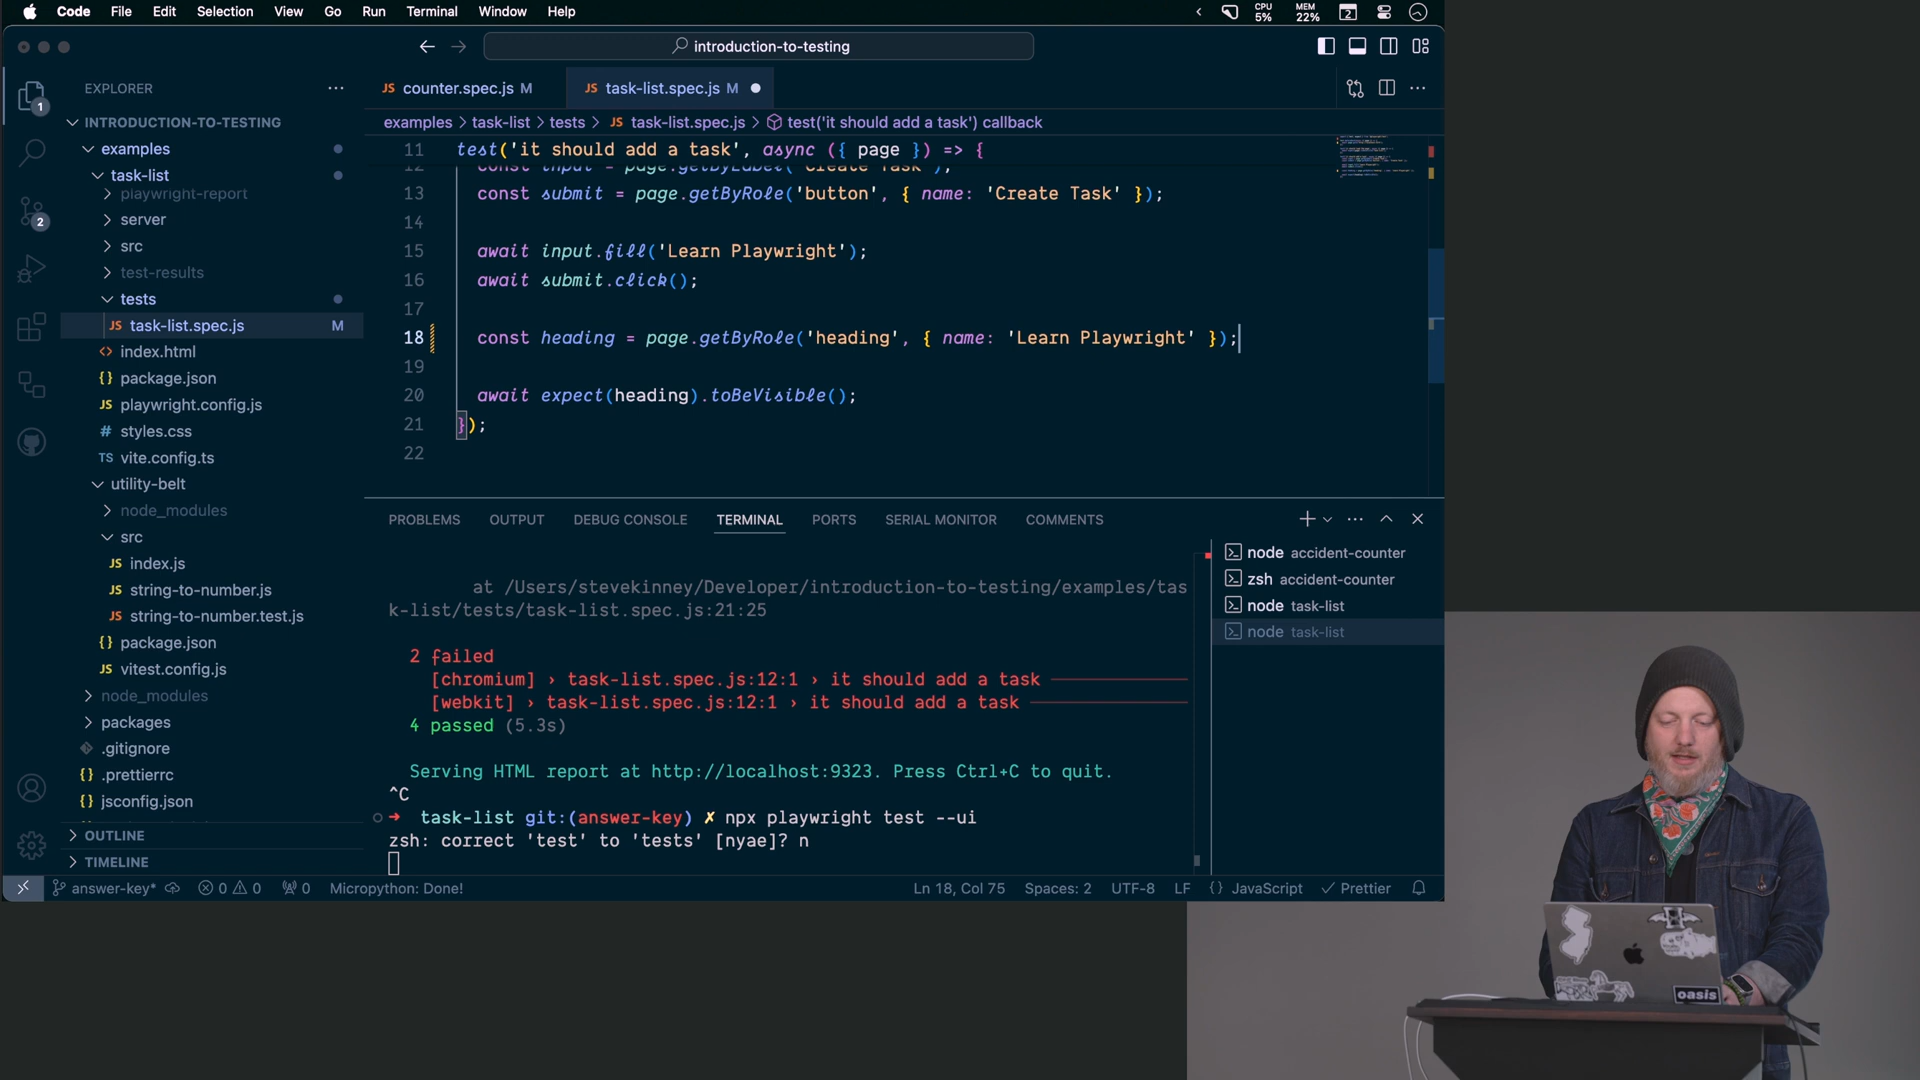 Code File Edit Selection View Go Run Terminal Window Help
CPU 5% MEM 22% 2
introduction-to-testing
EXPLORER
counter.spec.js M
task-list.spec.js M
1
2
INTRODUCTION-TO-TESTING
examples
task-list
playwright-report
server
src
test-results
tests
task-list.spec.js M
index.html
package.json
playwright.config.js
styles.css
vite.config.ts
utility-belt
node_modules
src
index.js
string-to-number.js
string-to-number.test.js
package.json
vitest.config.js
node_modules
packages
.gitignore
.prettierrc
jsconfig.json
OUTLINE
TIMELINE
examples > task-list > tests > JS task-list.spec.js > test('it should add a task') callback
11 test('it should add a task', async ({ page }) => {
12 const input = page.getByLabel('Create Task');
13 const submit = page.getByRole('button', { name: 'Create Task' });
14
15 await input.fill('Learn Playwright');
16 await submit.click();
17
18 const heading = page.getByRole('heading', { name: 'Learn Playwright' });
19
20 await expect(heading).toBeVisible();
21 });
22
PROBLEMS OUTPUT DEBUG CONSOLE TERMINAL PORTS SERIAL MONITOR COMMENTS
at /Users/stevekinney/Developer/introduction-to-testing/examples/tas
k-list/tests/task-list.spec.js:21:25
2 failed
[chromium] › task-list.spec.js:12:1 › it should add a task
[webkit] › task-list.spec.js:12:1 › it should add a task
4 passed (5.3s)
Serving HTML report at http://localhost:9323. Press Ctrl+C to quit.
^C
➜ task-list git:(answer-key) ✗ npx playwright test --ui
zsh: correct 'test' to 'tests' [nyae]? n
node accident-counter
zsh accident-counter
node task-list
node task-list
answer-key* 0 0 0 Micropython: Done!
Ln 18, Col 75 Spaces: 2 UTF-8 LF {} JavaScript Prettier
oasis